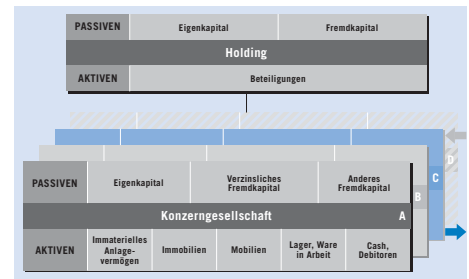 PASSIVEN Eigenkapital Fremdkapital
Holding
AKTIVEN Beteiligungen
D
C
B
PASSIVEN Eigenkapital Verzinsliches
Fremdkapital Anderes
Fremdkapital
Konzerngesellschaft A
AKTIVEN Immaterielles
Anlage-
vermögen Immobilien Mobilien Lager, Ware
in Arbeit Cash,
Debitoren